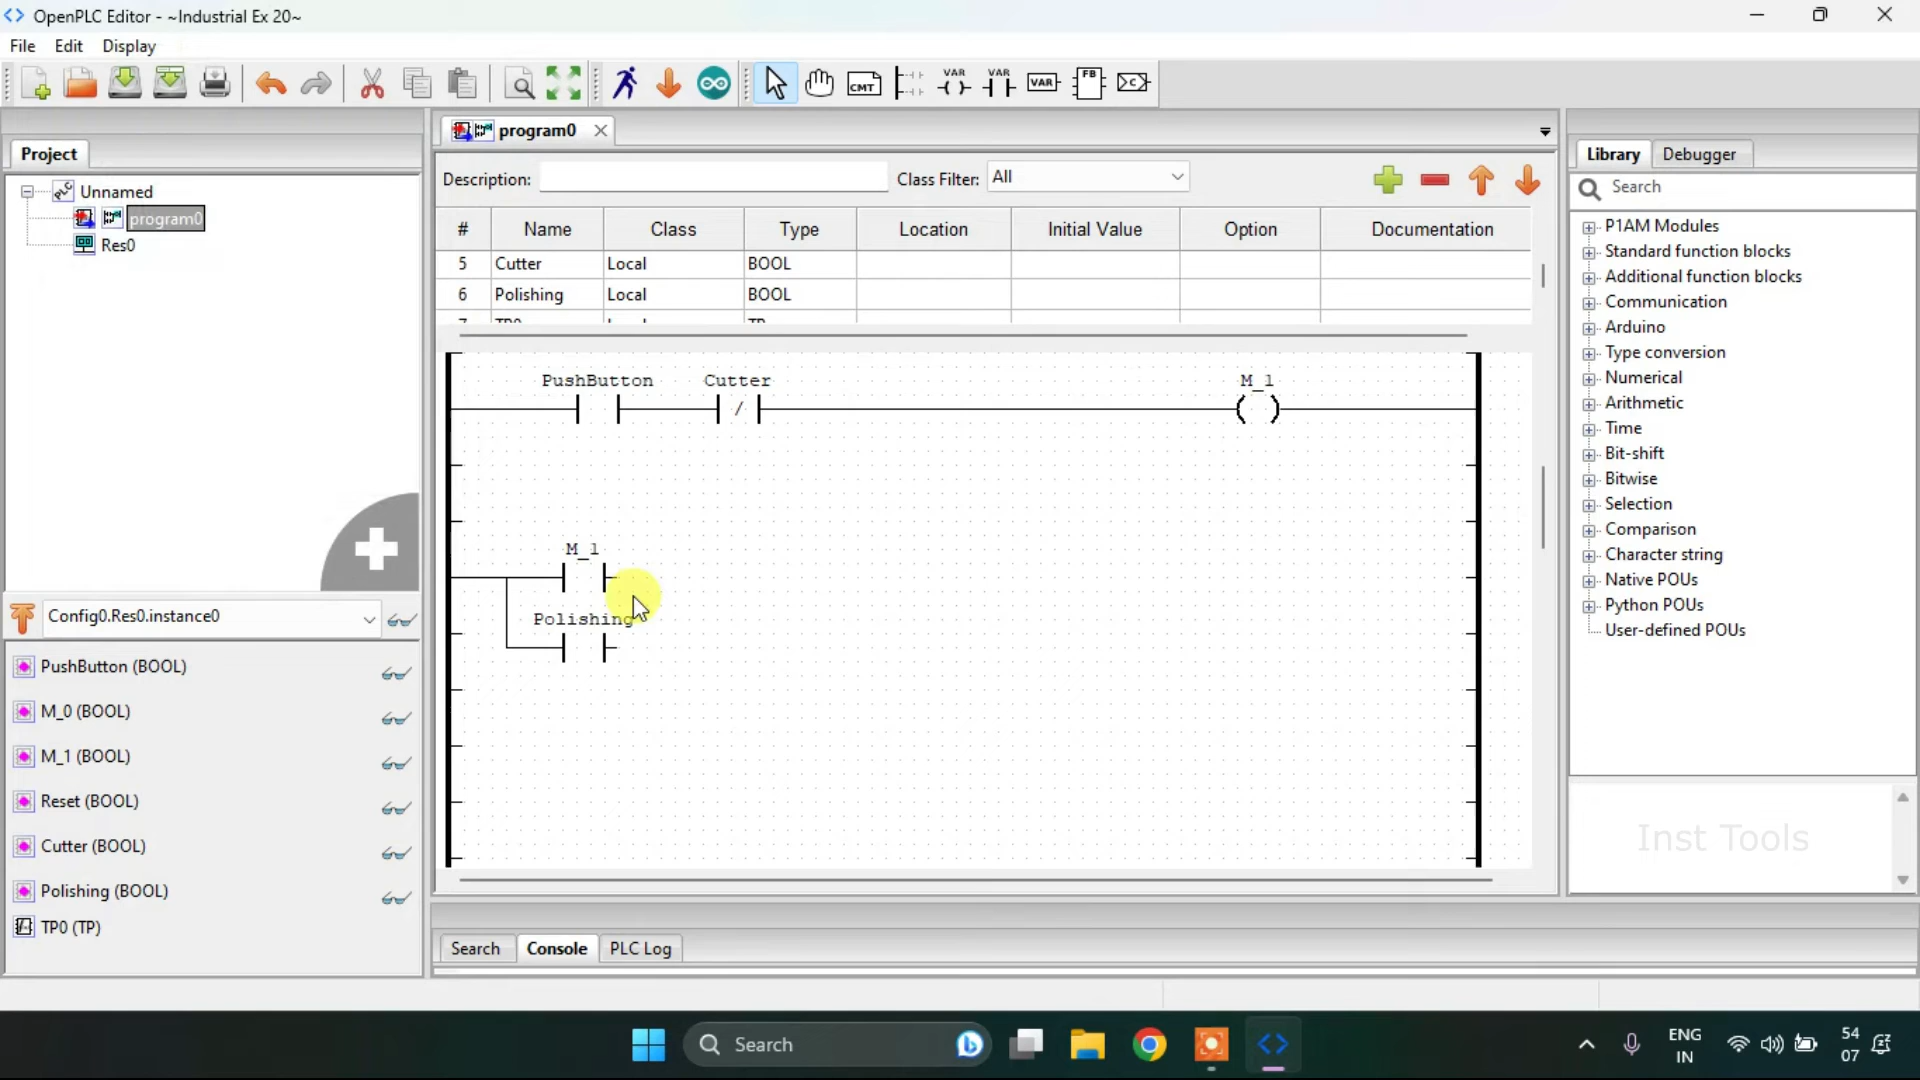 OpenPLC Editor - ~Industrial Ex 20~
File Edit Display
CMT VAR VAR VAR FB
Project
Unnamed
program0
Res0
Config0.Res0.instance0
PushButton (BOOL)
M_0 (BOOL)
M_1 (BOOL)
Reset (BOOL)
Cutter (BOOL)
Polishing (BOOL)
TP0 (TP)
program0
Description: Class Filter: All
# Name Class Type Location Initial Value Option Documentation
5 Cutter Local BOOL
6 Polishing Local BOOL
PushButton Cutter M_1
M_1
Polishing
Search Console PLC Log
Library Debugger
Search
P1AM Modules
Standard function blocks
Additional function blocks
Communication
Arduino
Type conversion
Numerical
Arithmetic
Time
Bit-shift
Bitwise
Selection
Comparison
Character string
Native POUs
Python POUs
User-defined POUs
Inst Tools
Search
ENG
IN
54
07